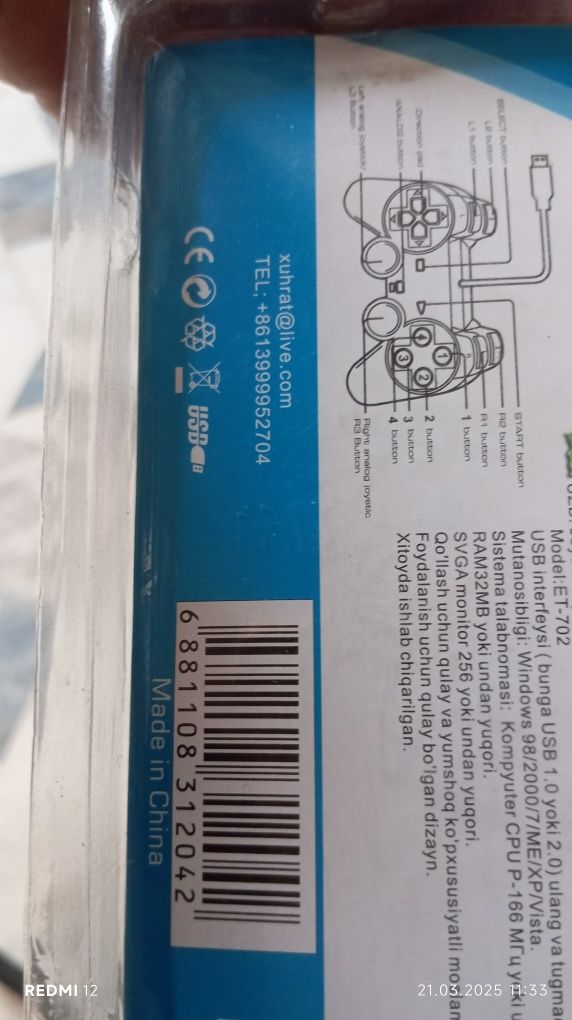 SELECT button
L2 button
L1 button
Direction pad
ANALOG button
Left analog joystick
L3 Button
START button
R2 button
R1 button
1 button
2 button
3 button
4 button
Right analog joyetic
R3 Button
Model:ET-702
USB interfeysi ( bunga USB 1.0 yoki 2.0) ulang va tugma
Mutanosibligi: Windows 98/2000/7/ME/XP/Vista.
Sistema talabnomasi: Kompyuter CPU P-166 МГц yoki
RAM32MB yoki undan yuqori.
SVGA monitor 256 yoki undan yuqori.
Qo'llash uchun qulay va yumshoq ko'pxususiyatli
Foydalanish uchun qulay bo'lgan dizayn.
Xitoyda ishlab chiqarilgan.
xuhrat@live.com
TEL; +8613999952704
CE
USB
6 881108 312042
Made in China
REDMI 12
21.03.2025 11:33